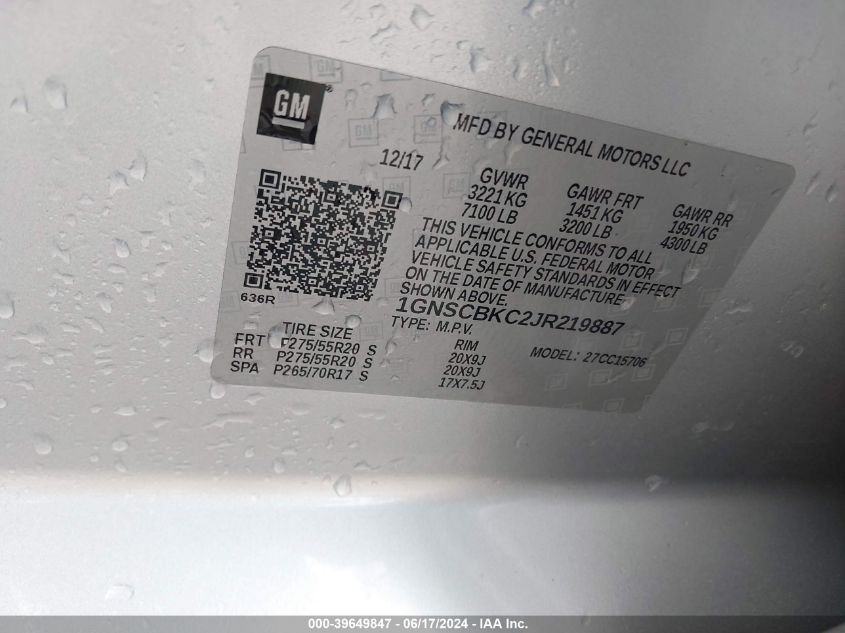 GM
MFD BY GENERAL MOTORS LLC
12/17
GVWR GAWR FRT GAWR RR
3221 KG 1451 KG 1950 KG
7100 LB 3200 LB 4300 LB
THIS VEHICLE CONFORMS TO ALL
APPLICABLE U.S. FEDERAL MOTOR
VEHICLE SAFETY STANDARDS IN EFFECT
ON THE DATE OF MANUFACTURE
SHOWN ABOVE.
636R
1GNSCBKC2JR219887
TYPE: M.P.V. MODEL: 27CC15706
TIRE SIZE RIM
FRT P275/55R20 S 20X9J
RR P275/55R20 S 20X9J
SPA P265/70R17 S 17X7.5J
000-39649847 - 06/17/2024 - IAA Inc.